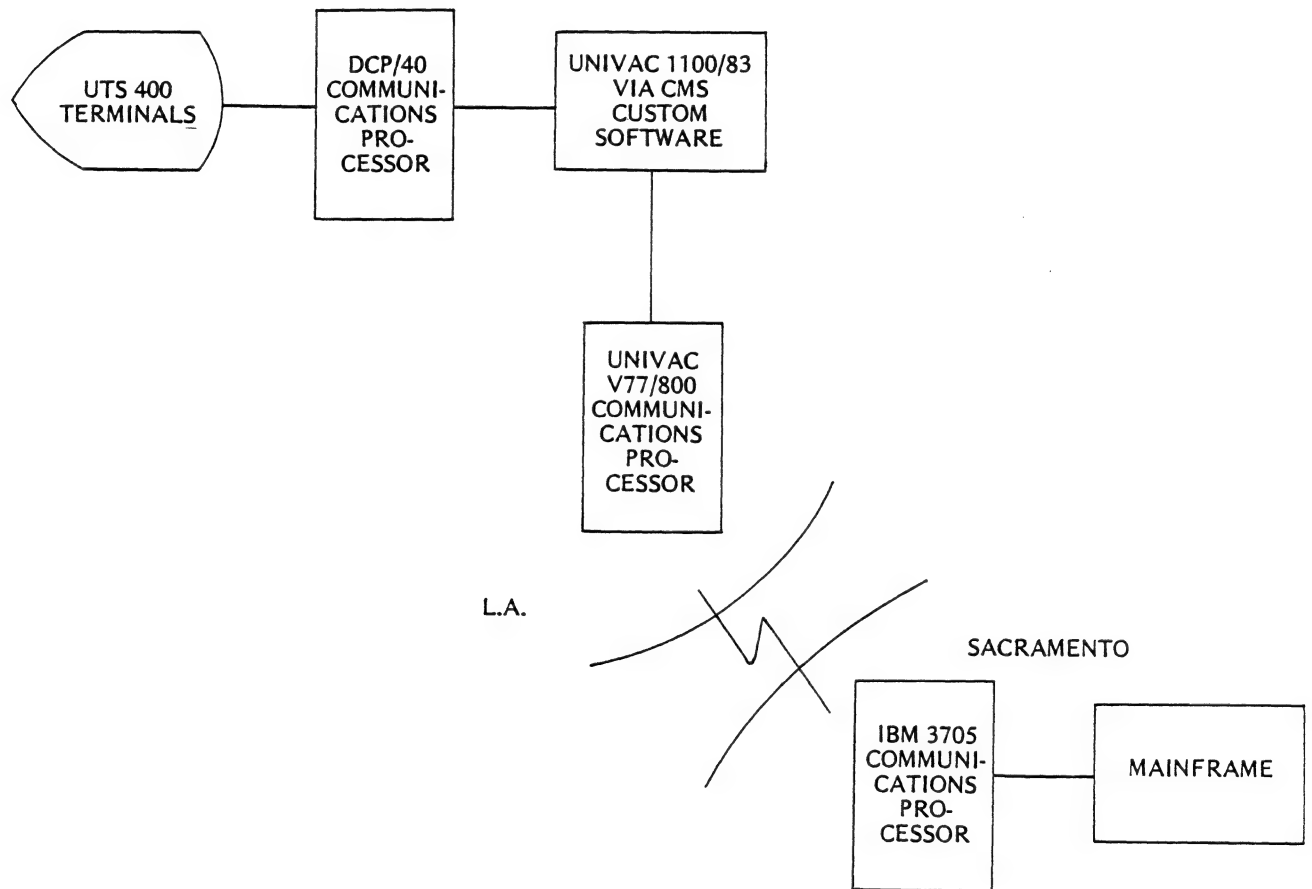 UTS 400
TERMINALS
DCP/40
COMMUNI-
CATIONS
PRO-
CESSOR
UNIVAC 1100/83
VIA CMS
CUSTOM
SOFTWARE
UNIVAC
V77/800
COMMUNI-
CATIONS
PRO-
CESSOR
L.A.
SACRAMENTO
IBM 3705
COMMUNI-
CATIONS
PRO-
CESSOR
MAINFRAME